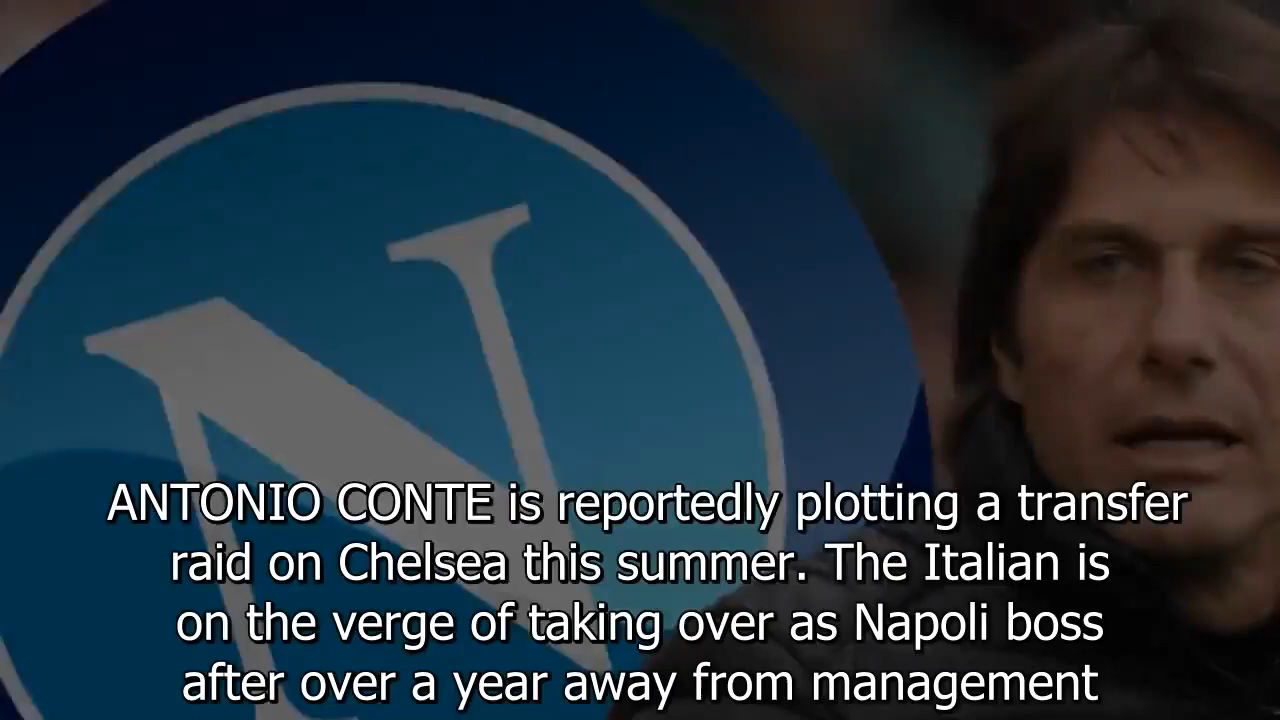 N
ANTONIO CONTE is reportedly plotting a transfer
raid on Chelsea this summer. The Italian is
on the verge of taking over as Napoli boss
after over a year away from management